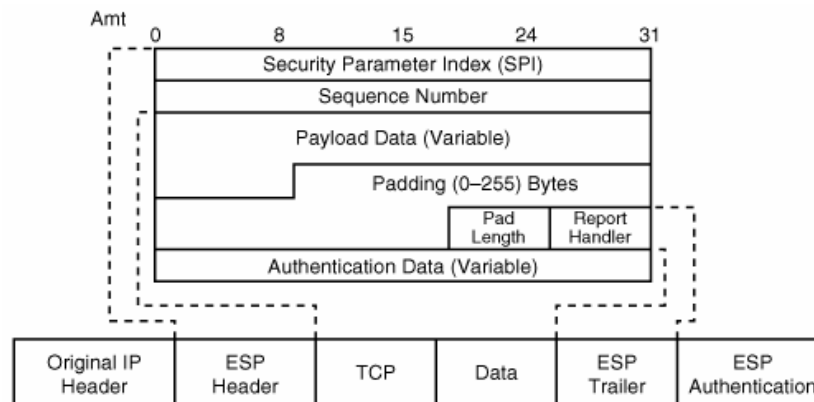 Amt
0 8 15 24 31
Security Parameter Index (SPI)
Sequence Number
Payload Data (Variable)
Padding (0–255) Bytes
Pad Report
Length Handler
Authentication Data (Variable)
Original IP ESP TCP Data ESP ESP
Header Header Trailer Authentication